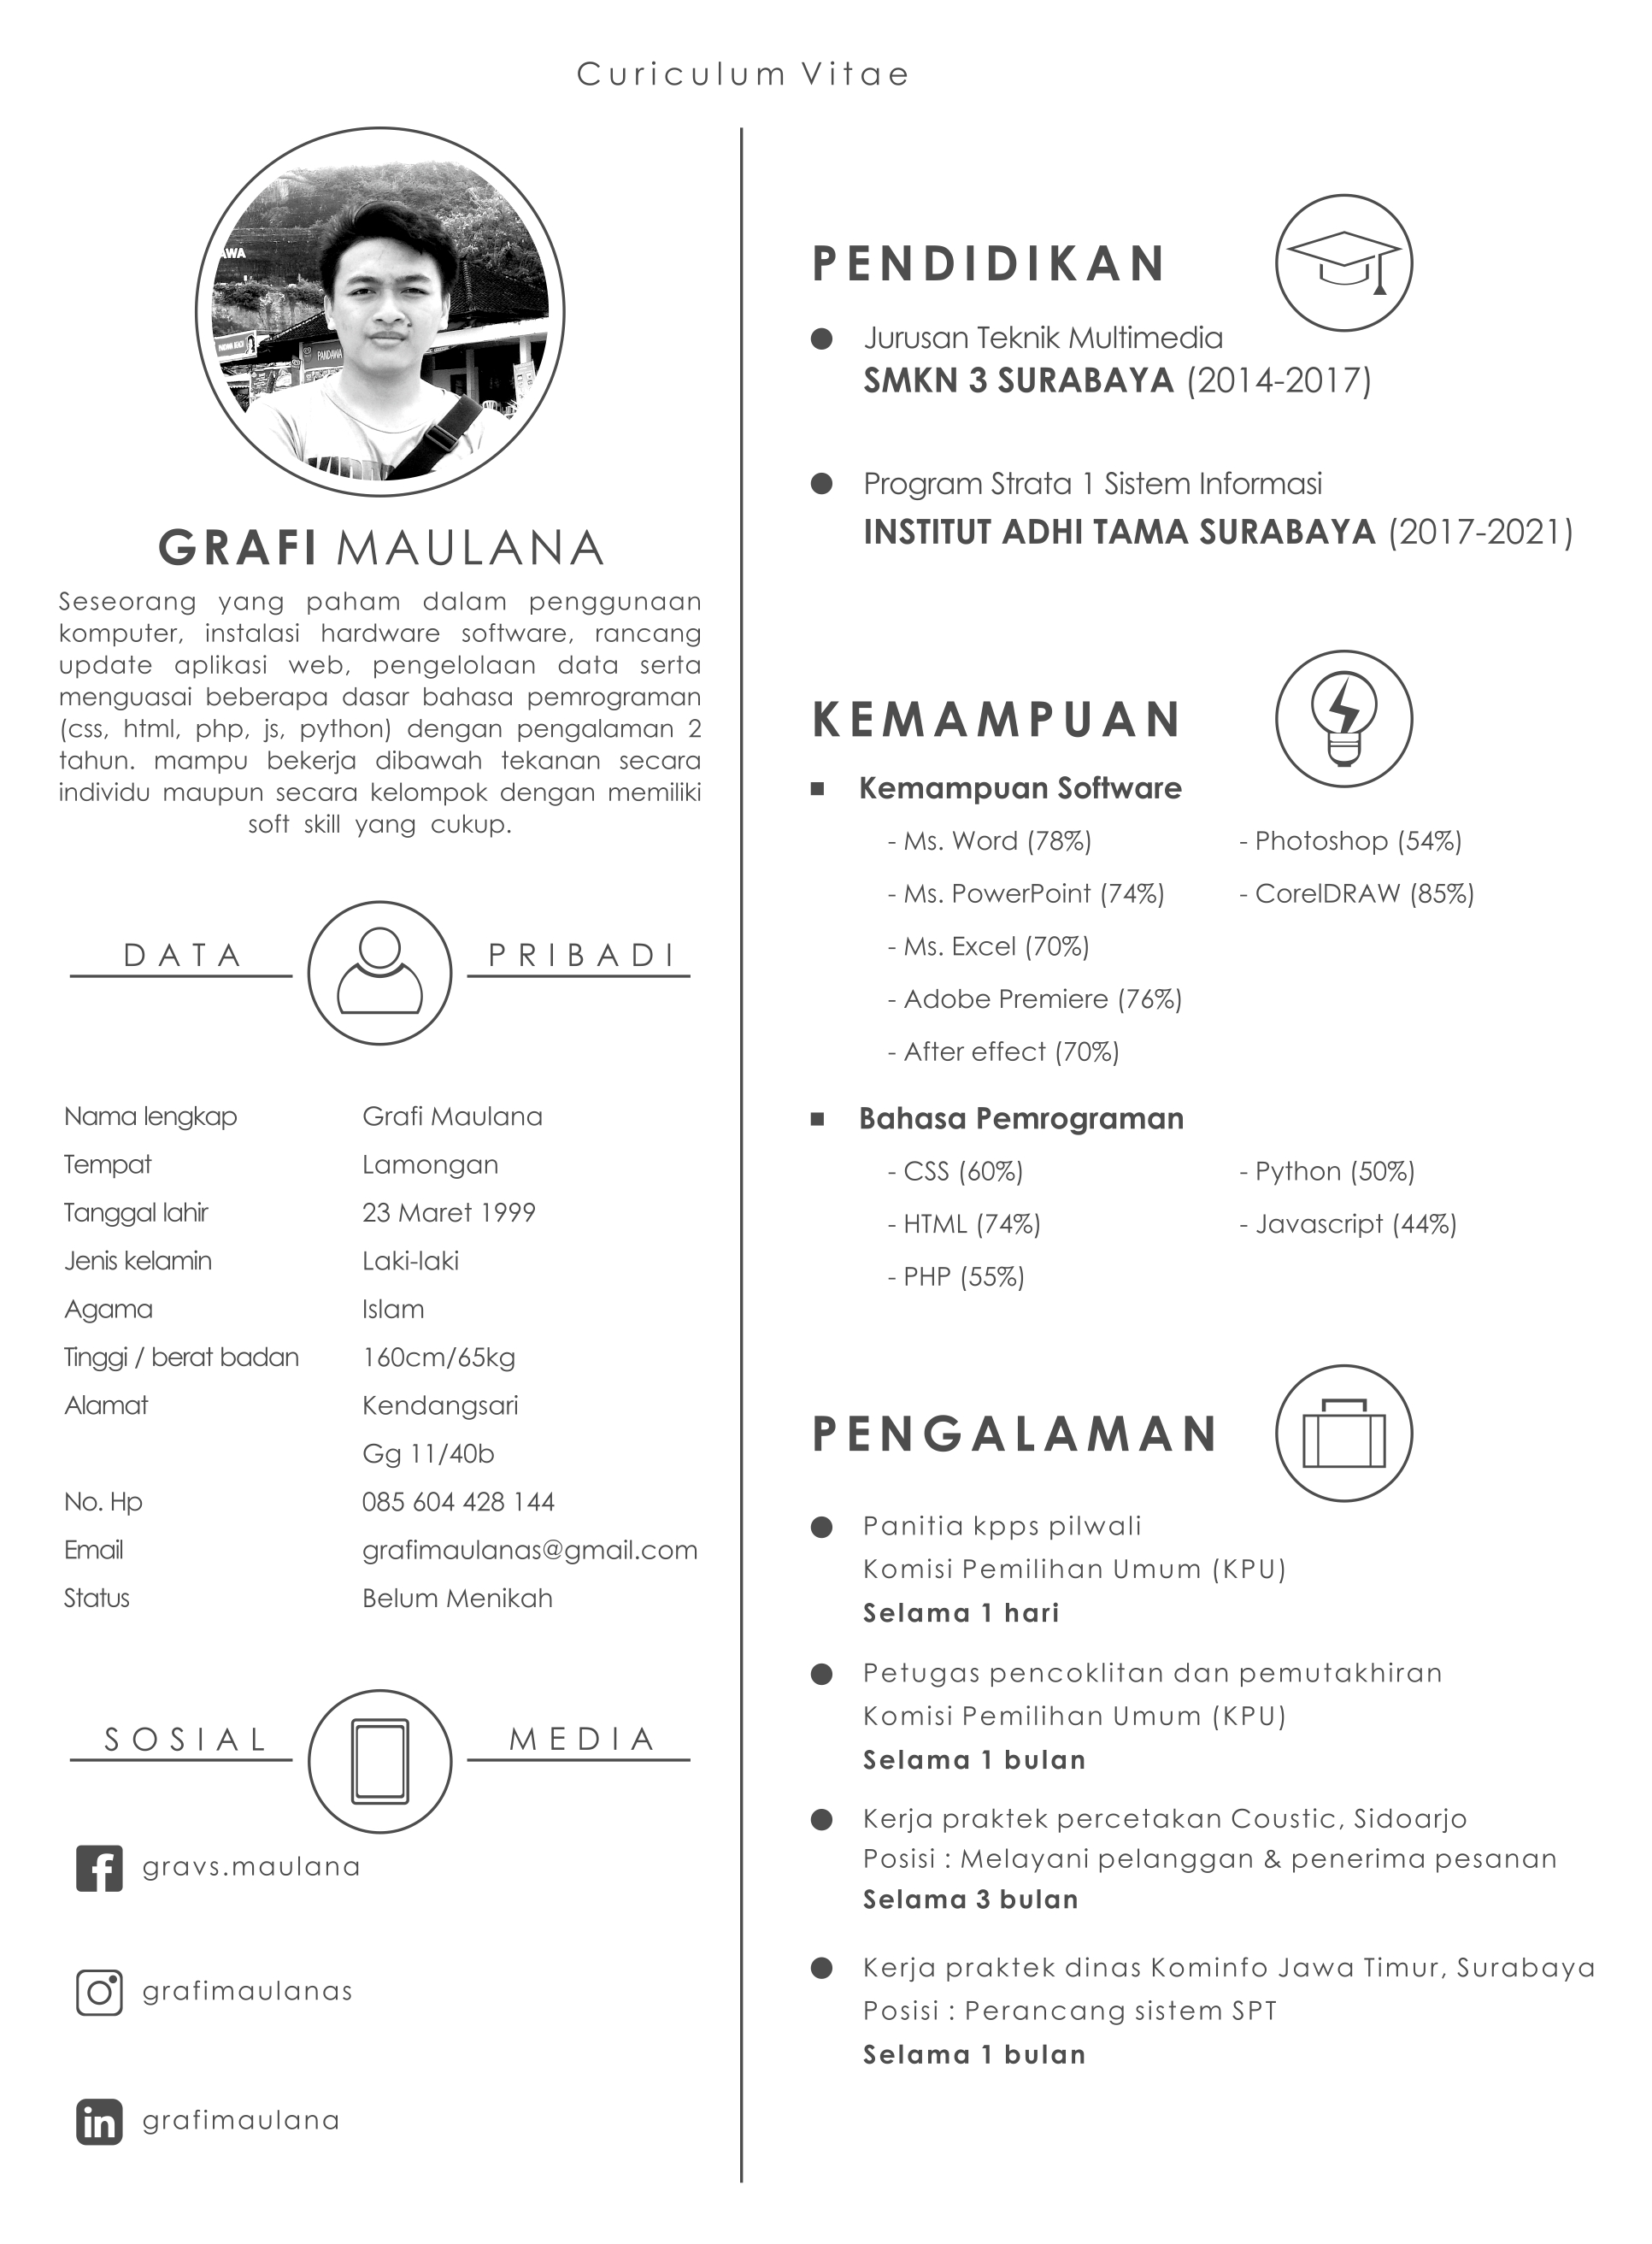 Curiculum Vitae
AWA
PANDAWA
GRAFI MAULANA
Seseorang yang paham dalam penggunaan
komputer, instalasi hardware software, rancang
update aplikasi web, pengelolaan data serta
menguasai beberapa dasar bahasa pemrograman
(css, html, php, js, python) dengan pengalaman 2
tahun. mampu bekerja dibawah tekanan secara
individu maupun secara kelompok dengan memiliki
soft skill yang cukup.
DATA PRIBADI
Nama lengkap Grafi Maulana
Tempat Lamongan
Tanggal lahir 23 Maret 1999
Jenis kelamin Laki-laki
Agama Islam
Tinggi / berat badan 160cm/65kg
Alamat Kendangsari
Gg 11/40b
No. Hp 085 604 428 144
Email grafimaulanas@gmail.com
Status Belum Menikah
SOSIAL MEDIA
gravs.maulana
grafimaulanas
grafimaulana
PENDIDIKAN
Jurusan Teknik Multimedia
SMKN 3 SURABAYA (2014-2017)
Program Strata 1 Sistem Informasi
INSTITUT ADHI TAMA SURABAYA (2017-2021)
KEMAMPUAN
Kemampuan Software
- Ms. Word (78%) - Photoshop (54%)
- Ms. PowerPoint (74%) - CorelDRAW (85%)
- Ms. Excel (70%)
- Adobe Premiere (76%)
- After effect (70%)
Bahasa Pemrograman
- CSS (60%) - Python (50%)
- HTML (74%) - Javascript (44%)
- PHP (55%)
PENGALAMAN
Panitia kpps pilwali
Komisi Pemilihan Umum (KPU)
Selama 1 hari
Petugas pencoklitan dan pemutakhiran
Komisi Pemilihan Umum (KPU)
Selama 1 bulan
Kerja praktek percetakan Coustic, Sidoarjo
Posisi : Melayani pelanggan & penerima pesanan
Selama 3 bulan
Kerja praktek dinas Kominfo Jawa Timur, Surabaya
Posisi : Perancang sistem SPT
Selama 1 bulan